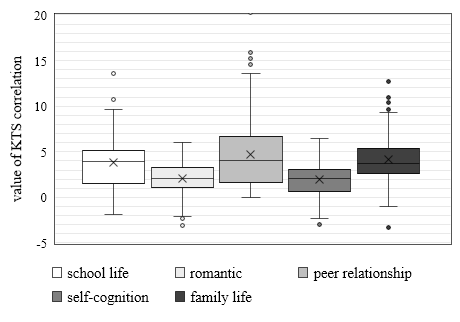 value of KTS correlation
20
15
10
5
0
-5
school life romantic peer relationship
self-cognition family life